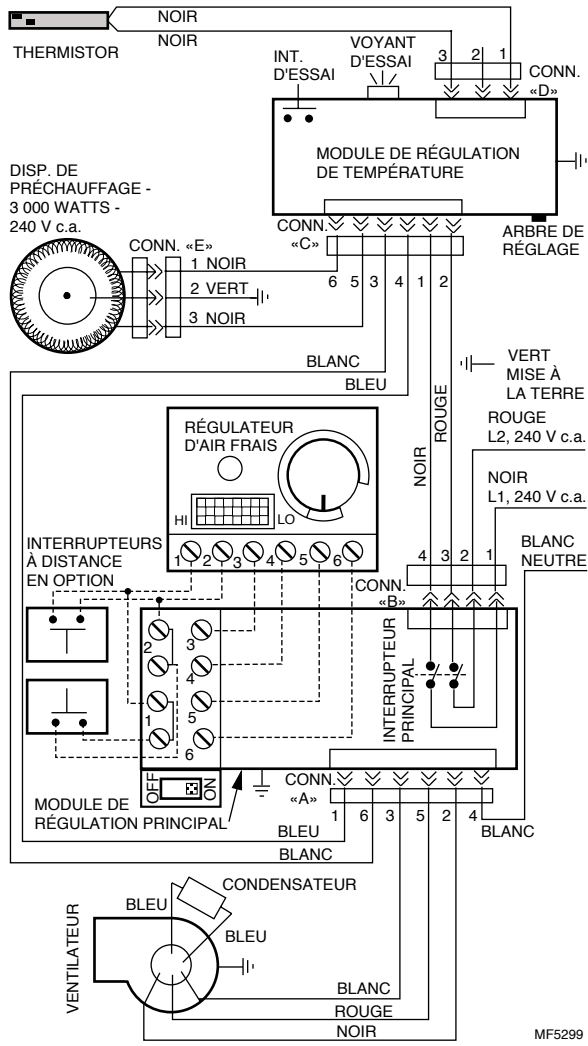 NOIR
NOIR
THERMISTOR
INT.
D'ESSAI
VOYANT
D'ESSAI
3 2 1
CONN.
«D»
MODULE DE RÉGULATION
DE TEMPÉRATURE
DISP. DE
PRÉCHAUFFAGE -
3 000 WATTS -
240 V c.a.
CONN. «E»
1 NOIR
2 VERT
3 NOIR
CONN.
«C»
6 5 3 4 1 2
ARBRE DE
RÉGLAGE
BLANC
BLEU
NOIR
ROUGE
VERT
MISE À
LA TERRE
ROUGE
L2, 240 V c.a.
NOIR
L1, 240 V c.a.
BLANC
NEUTRE
RÉGULATEUR
D'AIR FRAIS
HI LO
1 2 3 4 5 6
INTERRUPTEURS
À DISTANCE
EN OPTION
4 3 2 1
CONN.
«B»
2
3
4
1
5
6
INTERRUPTEUR
PRINCIPAL
OFF
ON
MODULE DE
RÉGULATION PRINCIPAL
CONN.
«A»
1 6 3 5 2 4
BLANC
BLEU
BLANC
CONDENSATEUR
BLEU
BLEU
VENTILATEUR
BLANC
ROUGE
NOIR
MF5299